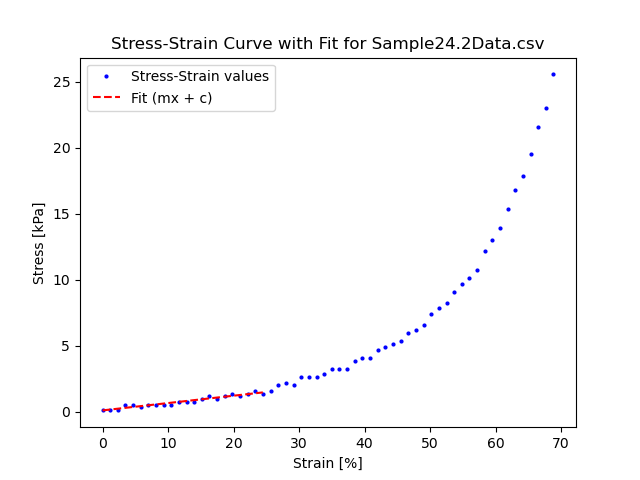 Stress-Strain Curve with Fit for Sample24.2Data.csv
Stress-Strain values
Fit (mx + c)
25
20
15
10
5
0
Stress [kPa]
0 10 20 30 40 50 60 70
Strain [%]